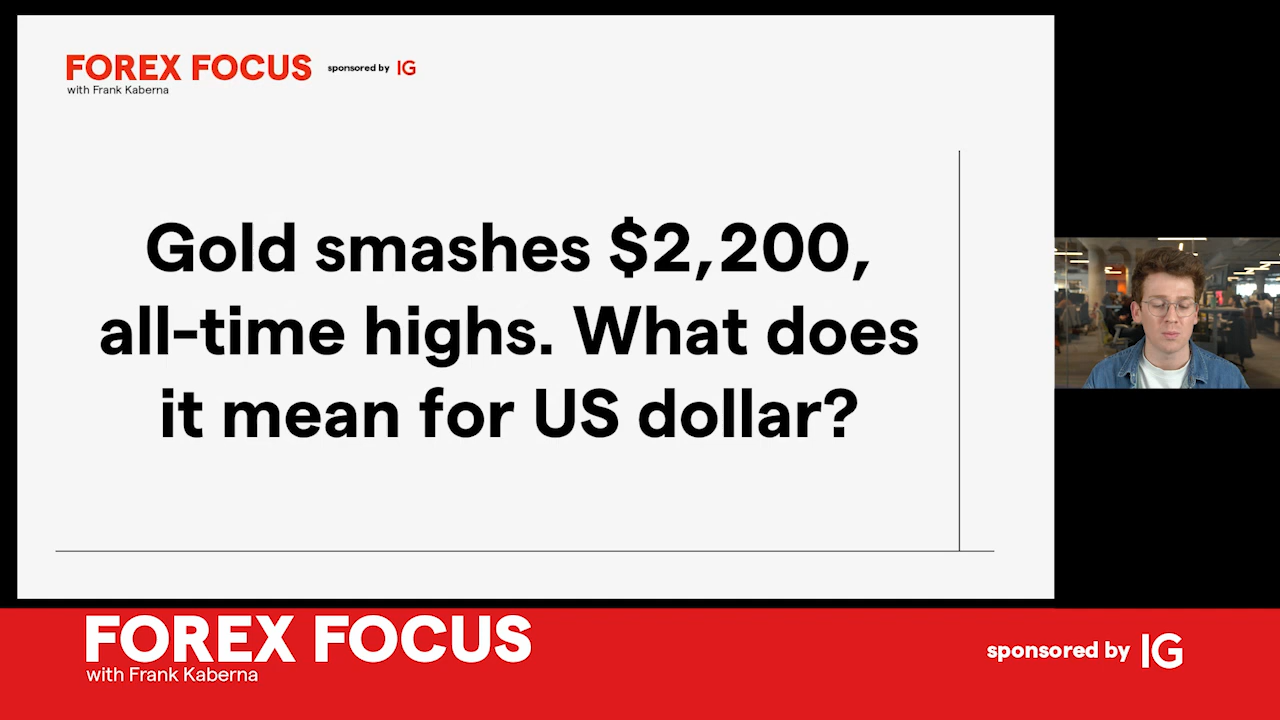 FOREX FOCUS sponsored by IG
with Frank Kaberna
Gold smashes $2,200,
all-time highs. What does
it mean for US dollar?
FOREX FOCUS
with Frank Kaberna
sponsored by IG